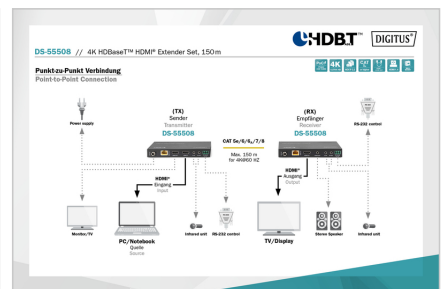 HDBT™
DIGITUS®
DS-55508 // 4K HDBaseT™ HDMI® Extender Set, 150 m
Punkt-zu-Punkt Verbindung
Point-to-Point Connection
4K
CAT
(TX)
Sender
Transmitter
DS-55508
(RX)
Empfänger
Receiver
DS-55508
Power supply
RS-232 control
CAT 5e/6/6A/7/8
Max. 150 m
for 4K@60 HZ
HDMI®
Eingang
Input
HDMI®
Ausgang
Output
Monitor/TV
PC/Notebook
Quelle
Source
Infrared unit
RS-232 control
TV/Display
Stereo Speaker
Infrared unit